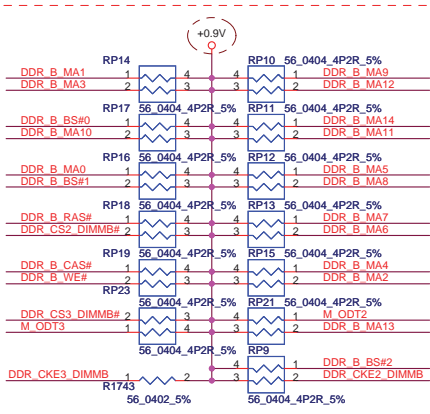 +0.9V
RP14 RP10 56_0404_4P2R_5%
DDR_B_MA1 1 4 4 1 DDR_B_MA9
DDR_B_MA3 2 3 3 2 DDR_B_MA12
RP17 56_0404_4P2R_5% RP11 56_0404_4P2R_5%
DDR_B_BS#0 1 4 4 1 DDR_B_MA14
DDR_B_MA10 2 3 3 2 DDR_B_MA11
RP16 56_0404_4P2R_5% RP12 56_0404_4P2R_5%
DDR_B_MA0 1 4 4 1 DDR_B_MA5
DDR_B_BS#1 2 3 3 2 DDR_B_MA8
RP18 56_0404_4P2R_5% RP13 56_0404_4P2R_5%
DDR_B_RAS# 1 4 4 1 DDR_B_MA7
DDR_CS2_DIMMB# 2 3 3 2 DDR_B_MA6
RP19 56_0404_4P2R_5% RP15 56_0404_4P2R_5%
DDR_B_CAS# 1 4 4 1 DDR_B_MA4
DDR_B_WE# 2 3 3 2 DDR_B_MA2
RP23 56_0404_4P2R_5% RP21 56_0404_4P2R_5%
DDR_CS3_DIMMB# 2 3 4 1 M_ODT2
M_ODT3 1 4 3 2 DDR_B_MA13
56_0404_4P2R_5% RP9 56_0404_4P2R_5%
4 1 DDR_B_BS#2
DDR_CKE3_DIMMB 1 2 3 2 DDR_CKE2_DIMMB
R1743
56_0402_5% 56_0404_4P2R_5%